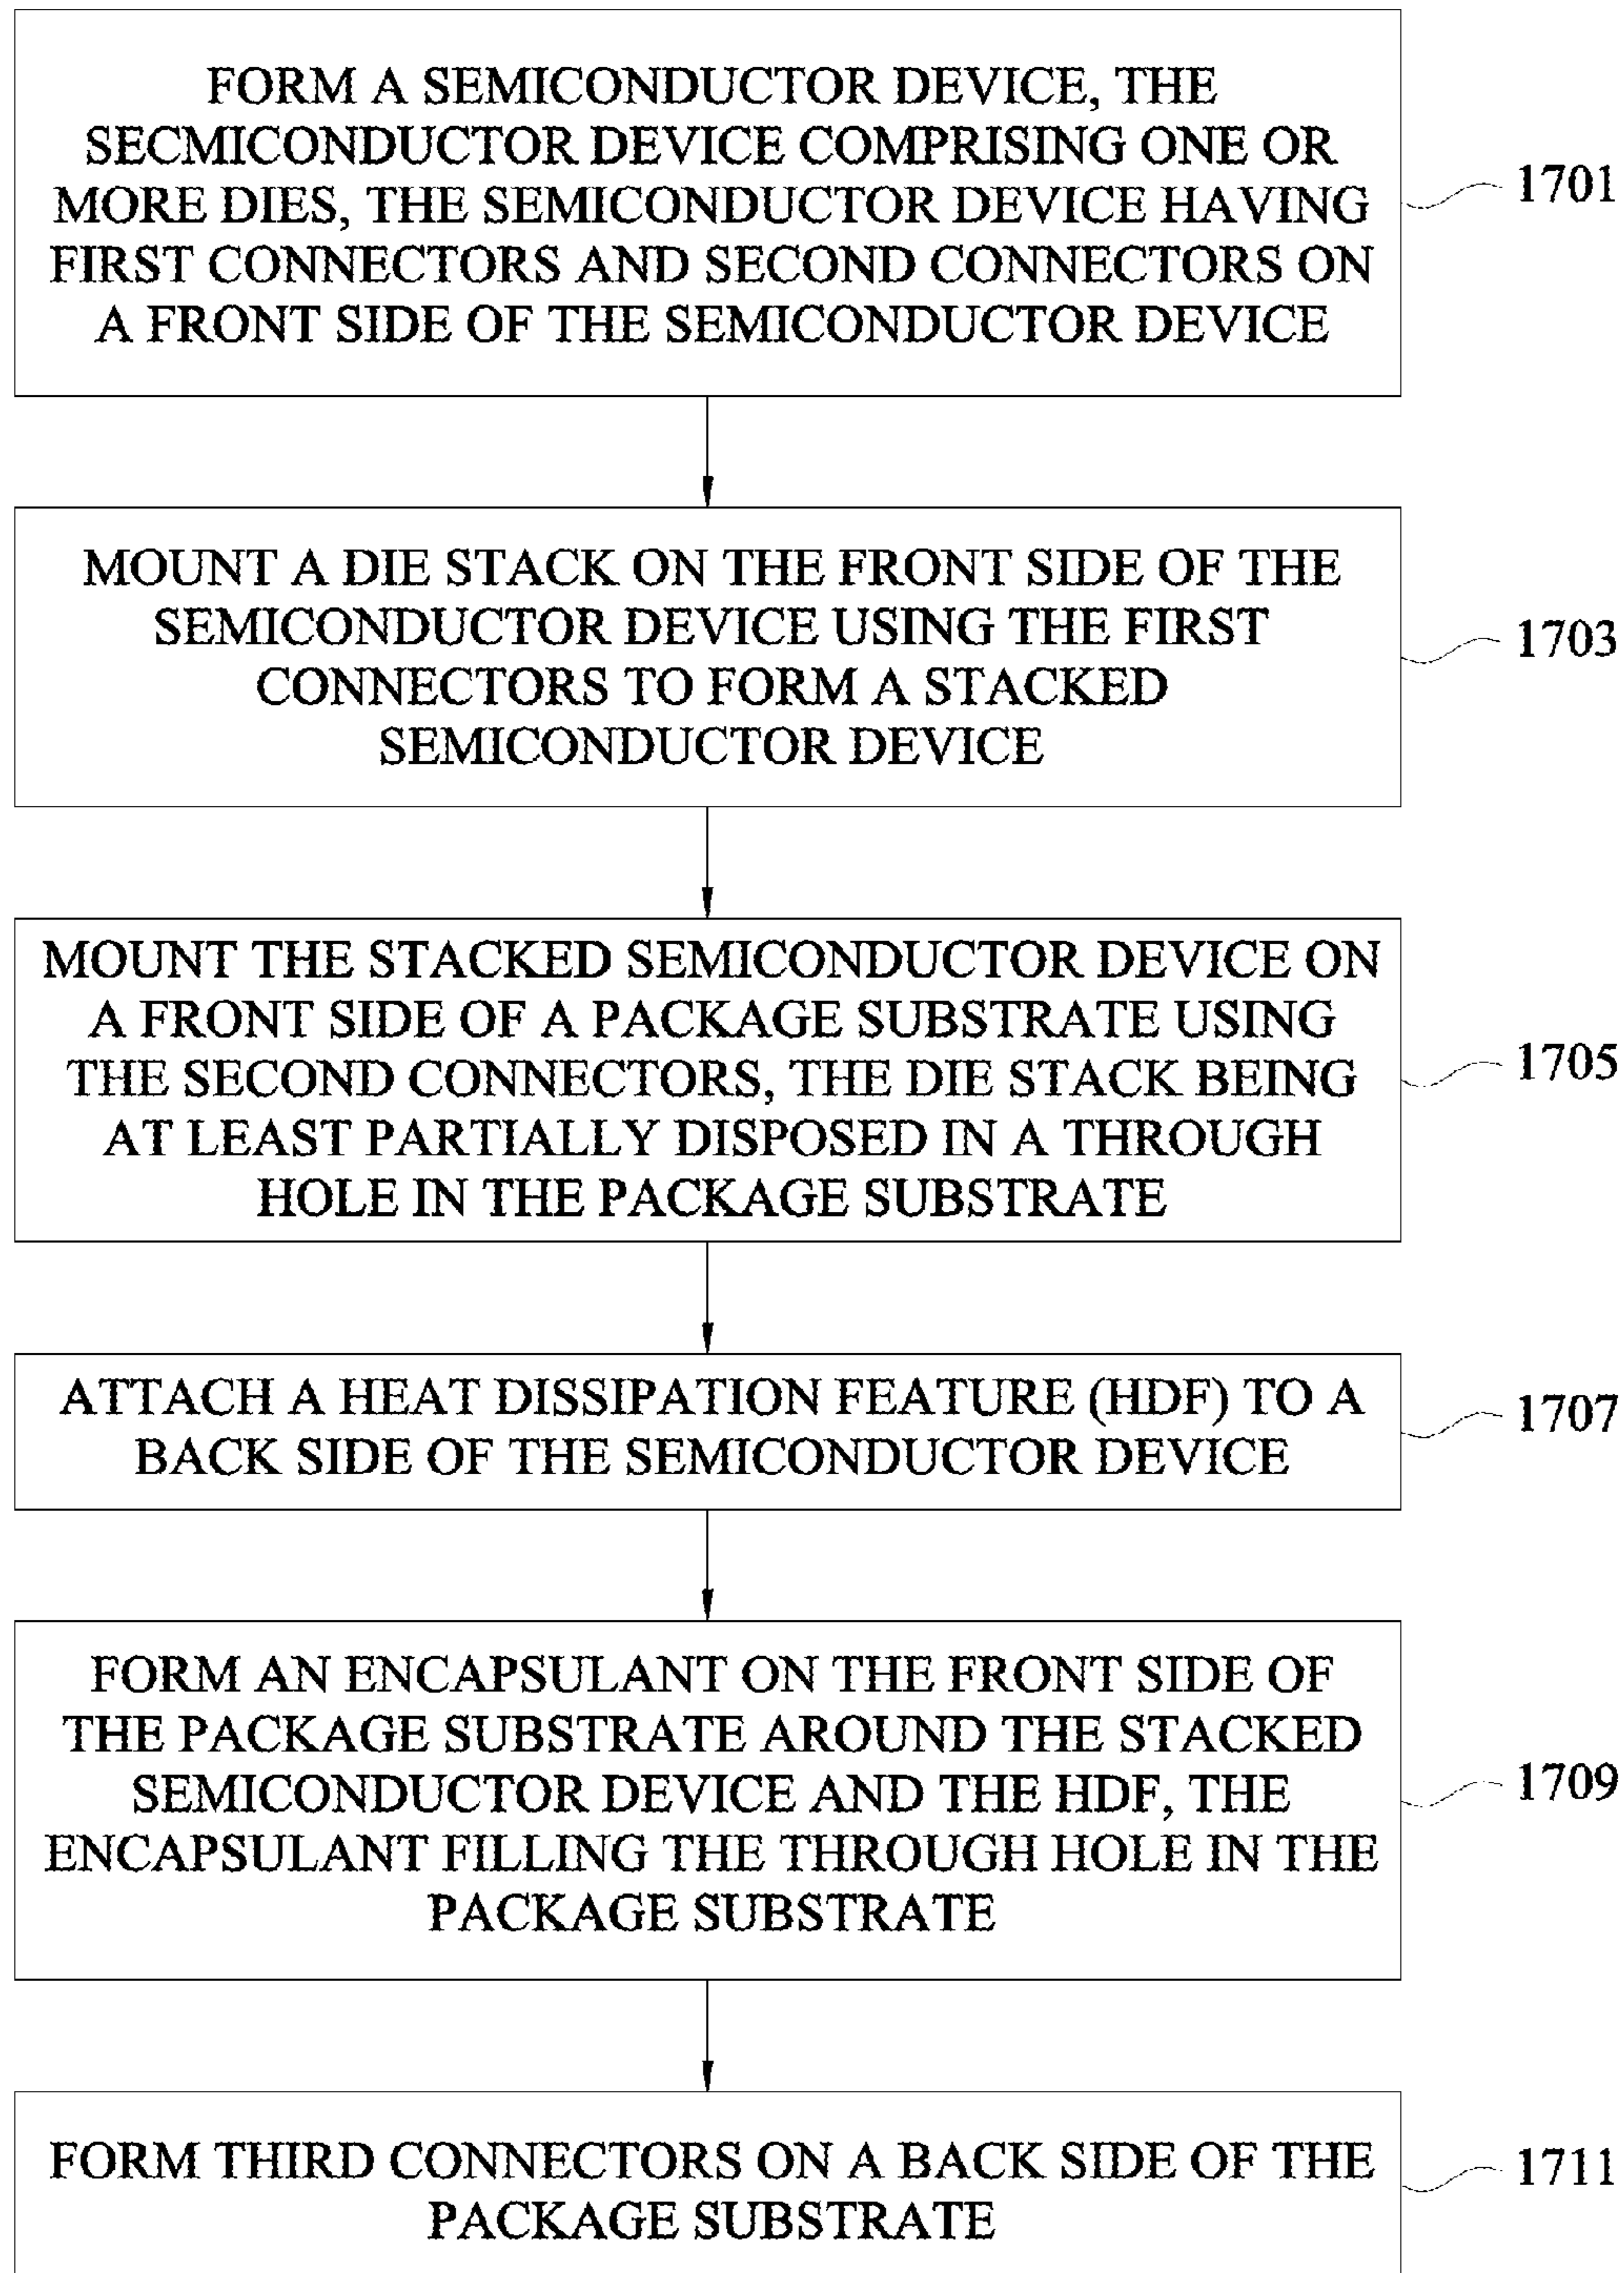 FORM A SEMICONDUCTOR DEVICE, THE
SECMICONDUCTOR DEVICE COMPRISING ONE OR
MORE DIES, THE SEMICONDUCTOR DEVICE HAVING
FIRST CONNECTORS AND SECOND CONNECTORS ON
A FRONT SIDE OF THE SEMICONDUCTOR DEVICE
1701
MOUNT A DIE STACK ON THE FRONT SIDE OF THE
SEMICONDUCTOR DEVICE USING THE FIRST
CONNECTORS TO FORM A STACKED
SEMICONDUCTOR DEVICE
1703
MOUNT THE STACKED SEMICONDUCTOR DEVICE ON
A FRONT SIDE OF A PACKAGE SUBSTRATE USING
THE SECOND CONNECTORS, THE DIE STACK BEING
AT LEAST PARTIALLY DISPOSED IN A THROUGH
HOLE IN THE PACKAGE SUBSTRATE
1705
ATTACH A HEAT DISSIPATION FEATURE (HDF) TO A
BACK SIDE OF THE SEMICONDUCTOR DEVICE
1707
FORM AN ENCAPSULANT ON THE FRONT SIDE OF
THE PACKAGE SUBSTRATE AROUND THE STACKED
SEMICONDUCTOR DEVICE AND THE HDF, THE
ENCAPSULANT FILLING THE THROUGH HOLE IN THE
PACKAGE SUBSTRATE
1709
FORM THIRD CONNECTORS ON A BACK SIDE OF THE
PACKAGE SUBSTRATE
1711